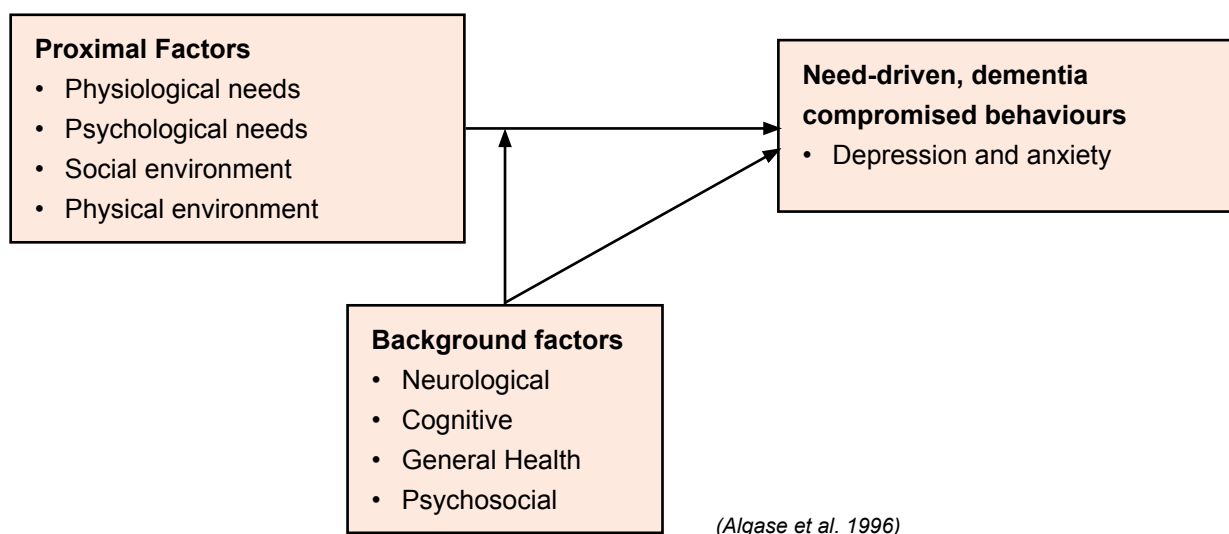 Proximal Factors
• Physiological needs
• Psychological needs
• Social environment
• Physical environment
Need-driven, dementia
compromised behaviours
• Depression and anxiety
Background factors
• Neurological
• Cognitive
• General Health
• Psychosocial
(Algase et al. 1996)